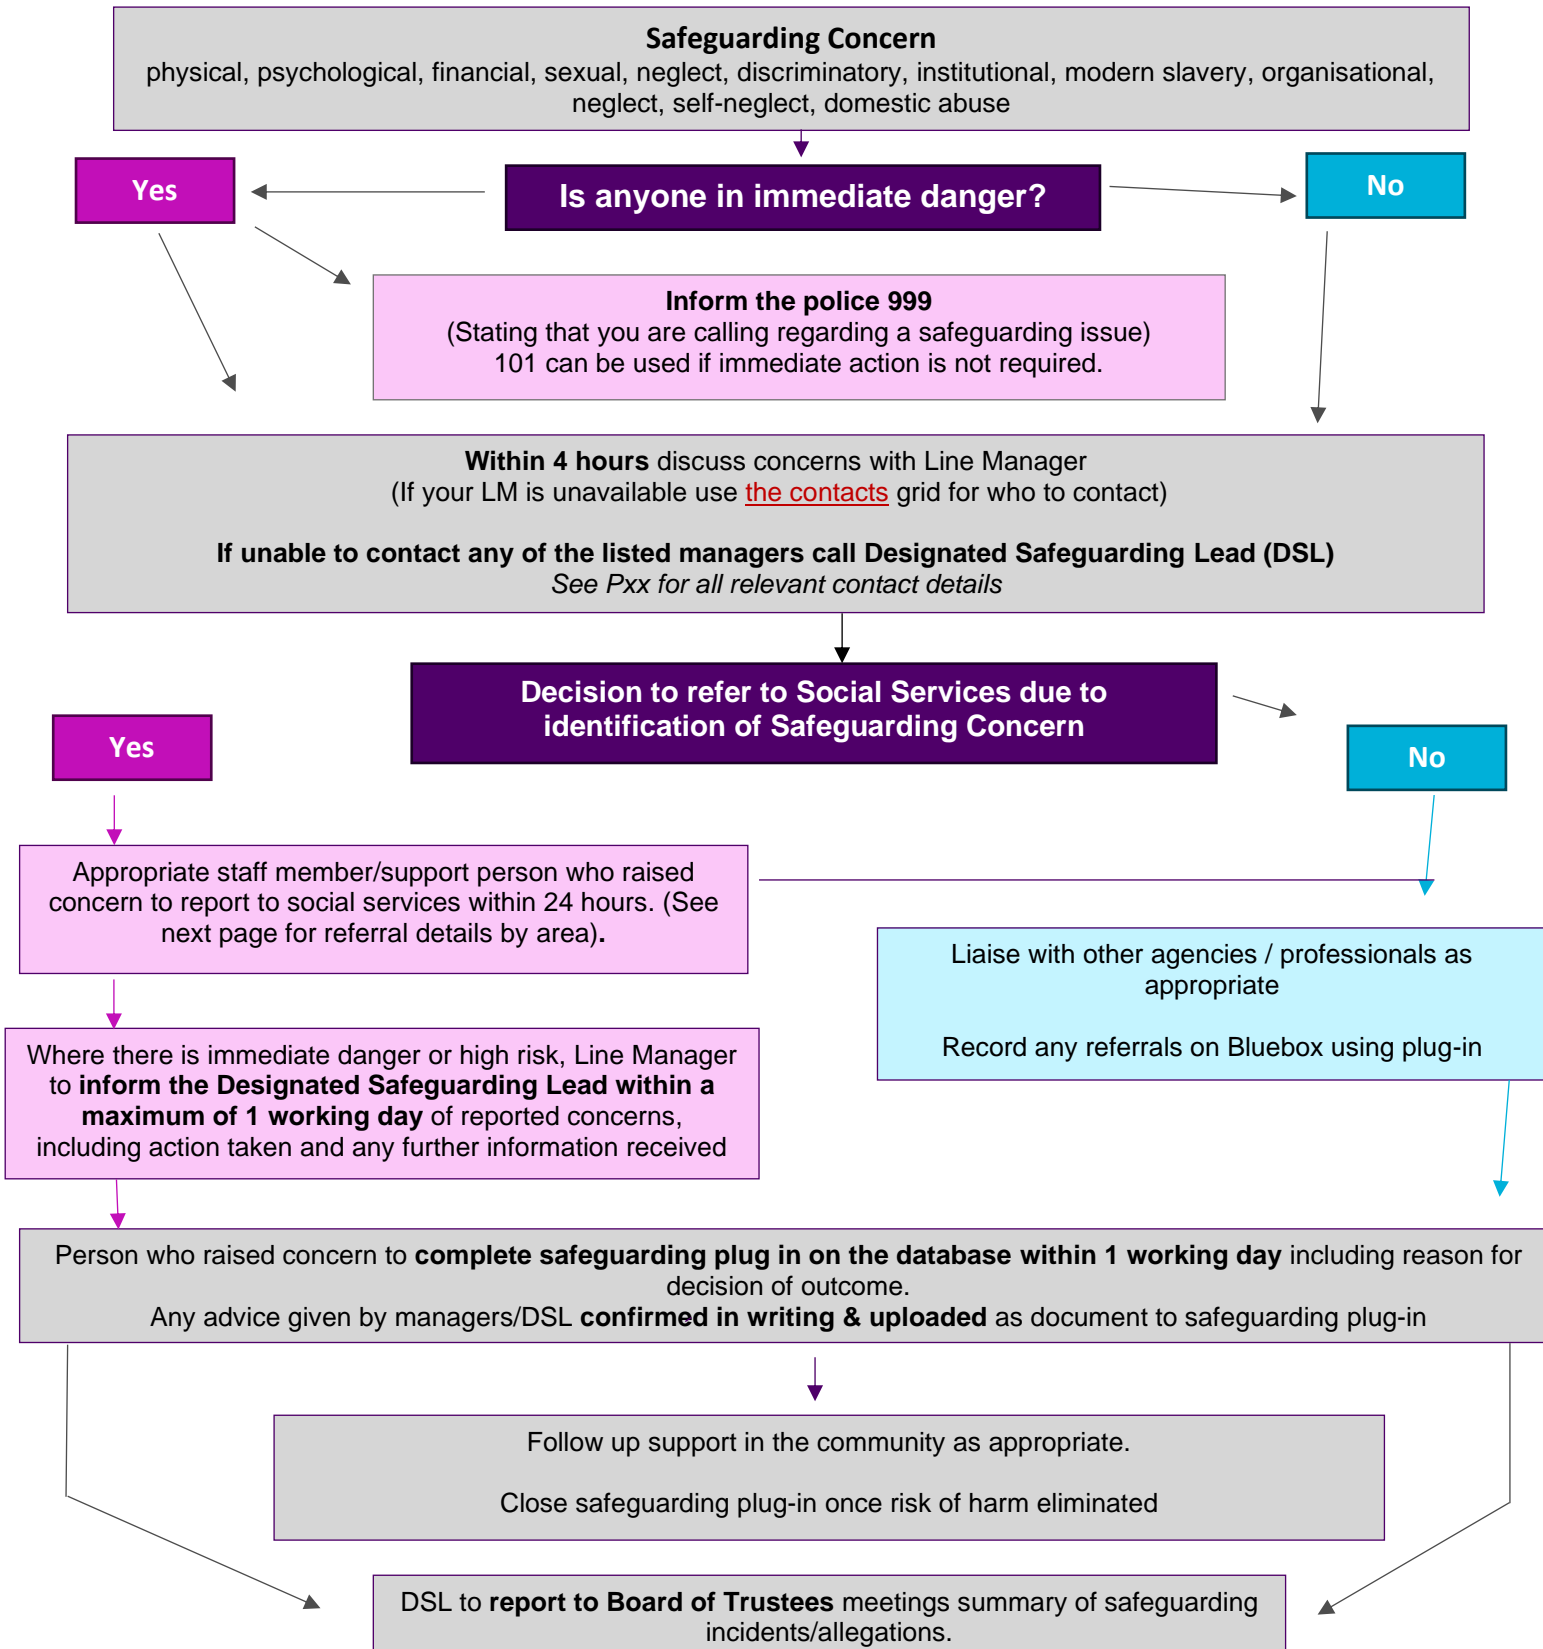 Safeguarding Concern
physical, psychological, financial, sexual, neglect, discriminatory, institutional, modern slavery, organisational,
neglect, self-neglect, domestic abuse
Yes
Is anyone in immediate danger?
No
Inform the police 999
(Stating that you are calling regarding a safeguarding issue)
101 can be used if immediate action is not required.
Within 4 hours discuss concerns with Line Manager
(If your LM is unavailable use the contacts grid for who to contact)
If unable to contact any of the listed managers call Designated Safeguarding Lead (DSL)
See Pxx for all relevant contact details
Decision to refer to Social Services due to
identification of Safeguarding Concern
Yes
No
Appropriate staff member/support person who raised
concern to report to social services within 24 hours. (See
next page for referral details by area).
Liaise with other agencies / professionals as
appropriate
Record any referrals on Bluebox using plug-in
Where there is immediate danger or high risk, Line Manager
to inform the Designated Safeguarding Lead within a
maximum of 1 working day of reported concerns,
including action taken and any further information received
Person who raised concern to complete safeguarding plug in on the database within 1 working day including reason for
decision of outcome.
Any advice given by managers/DSL confirmed in writing & uploaded as document to safeguarding plug-in
Follow up support in the community as appropriate.
Close safeguarding plug-in once risk of harm eliminated
DSL to report to Board of Trustees meetings summary of safeguarding
incidents/allegations.